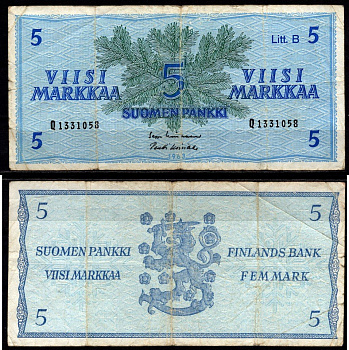 5 Litt. B 5
VIISI 5 VIISI
MARKKAA MARKKAA
SUOMEN PANKKI
Q1331058 Q1331058
5 5
1963
5 5
SUOMEN PANKKI FINLANDS BANK
VIISI MARKKAA FEM MARK
5 5